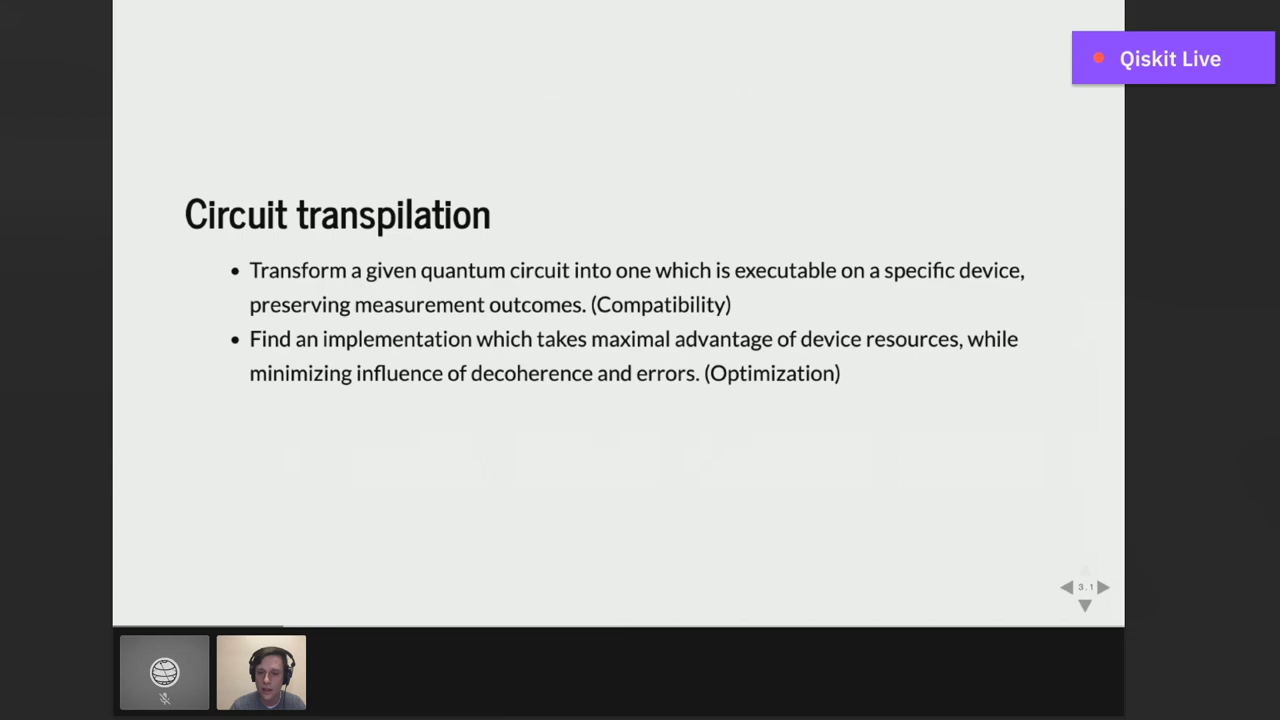 Qiskit Live
Circuit transpilation
• Transform a given quantum circuit into one which is executable on a specific device,
preserving measurement outcomes. (Compatibility)
• Find an implementation which takes maximal advantage of device resources, while
minimizing influence of decoherence and errors. (Optimization)
3.1